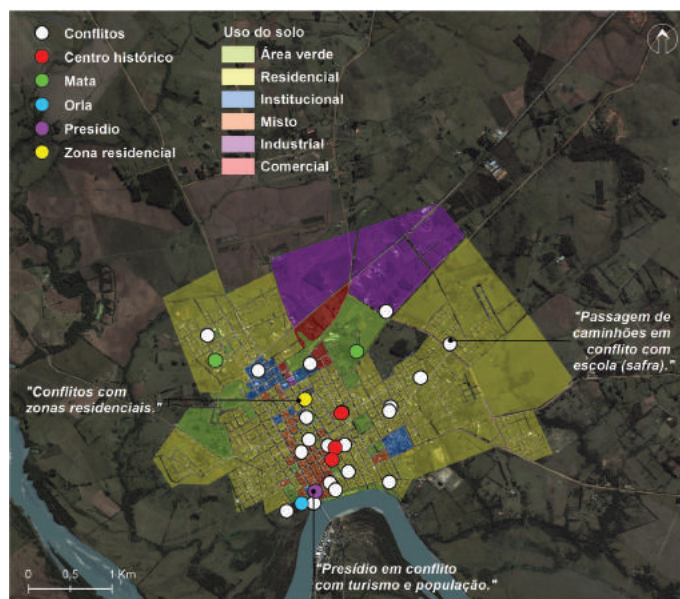 Conflitos
Centro histórico
Mata
Orla
Presídio
Zona residencial
Uso do solo
Área verde
Residencial
Institucional
Misto
Industrial
Comercial
"Passagem de
caminhões em
conflito com
escola (safra)."
"Conflitos com
zonas residenciais."
"Presídio em conflito
com turismo e população."
0 0,5 1 Km